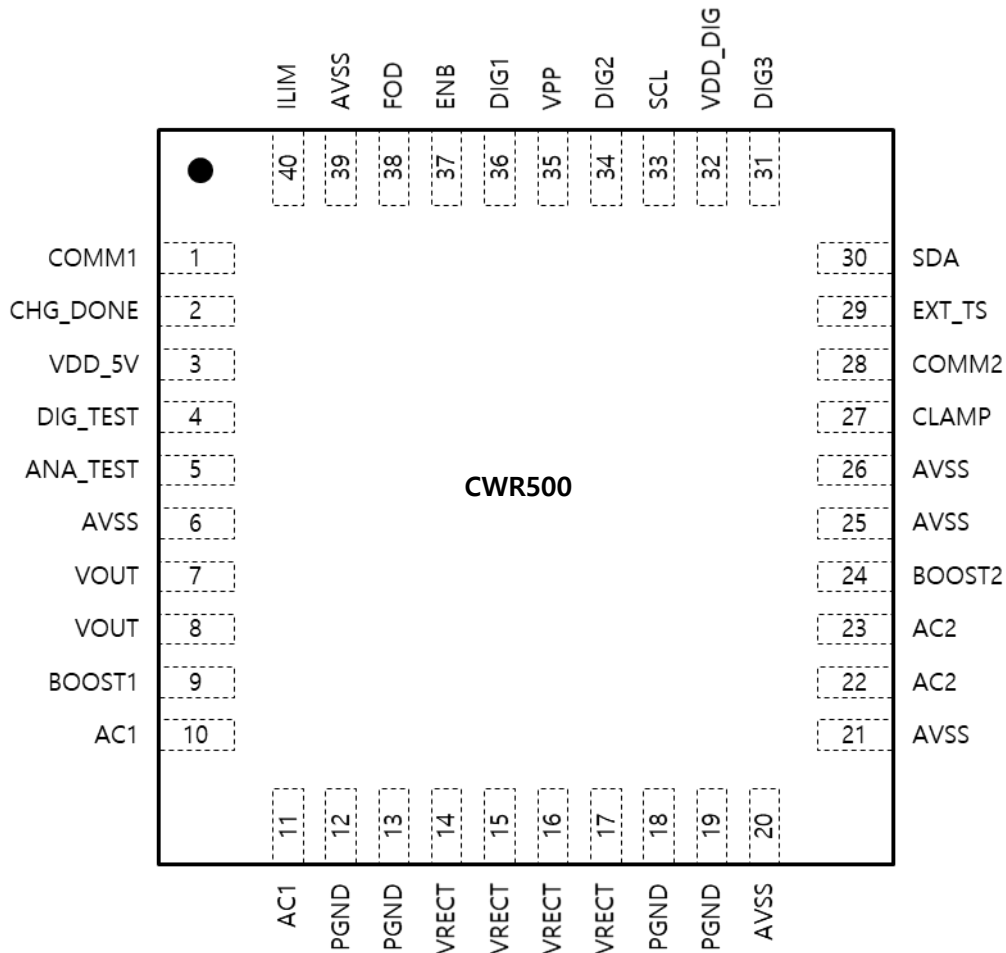 ILIM AVSS FOD ENB DIG1 VPP DIG2 SCL VDD_DIG DIG3
40 39 38 37 36 35 34 33 32 31
COMM1 1 30 SDA
CHG_DONE 2 29 EXT_TS
VDD_5V 3 28 COMM2
DIG_TEST 4 27 CLAMP
ANA_TEST 5 26 AVSS
CWR500
AVSS 6 25 AVSS
VOUT 7 24 BOOST2
VOUT 8 23 AC2
BOOST1 9 22 AC2
AC1 10 21 AVSS
11 12 13 14 15 16 17 18 19 20
AC1 PGND PGND VRECT VRECT VRECT VRECT PGND PGND AVSS